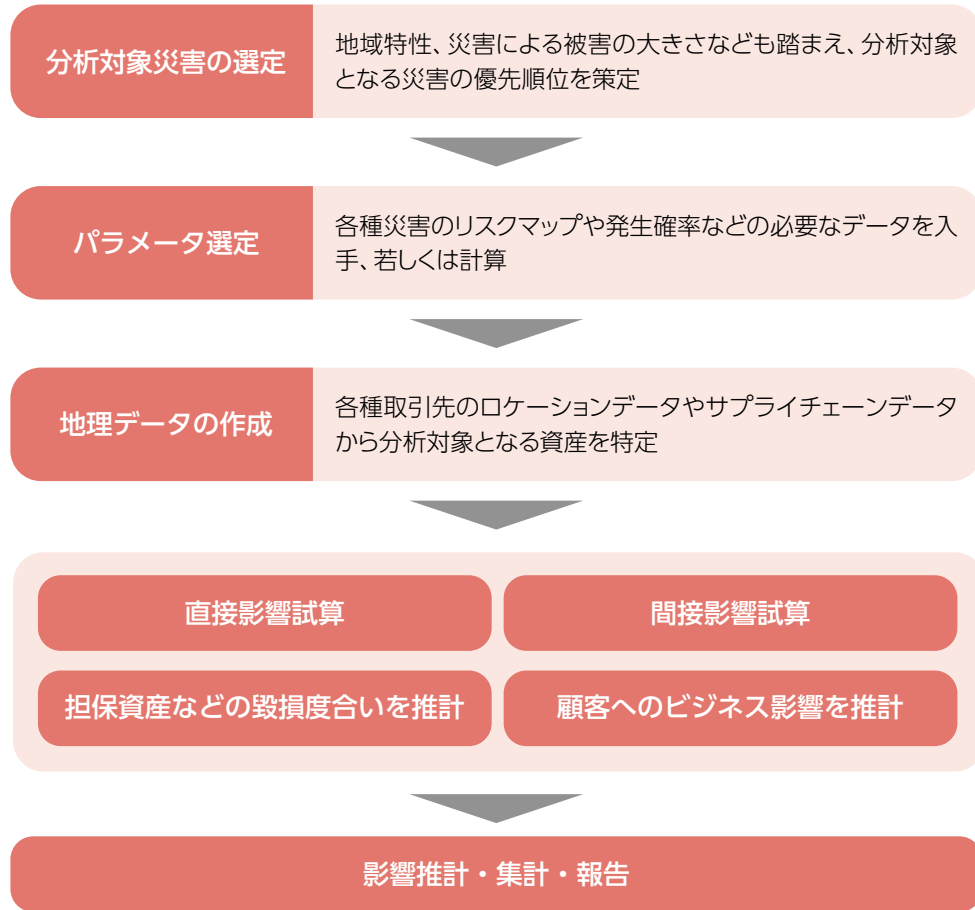 分析対象災害の選定
地域特性、災害による被害の大きさなども踏まえ、分析対象
となる災害の優先順位を策定
パラメータ選定
各種災害のリスクマップや発生確率などの必要なデータを入
手、若しくは計算
地理データの作成
各種取引先のロケーションデータやサプライチェーンデータ
から分析対象となる資産を特定
直接影響試算
間接影響試算
担保資産などの毀損度合いを推計
顧客へのビジネス影響を推計
影響推計・集計・報告